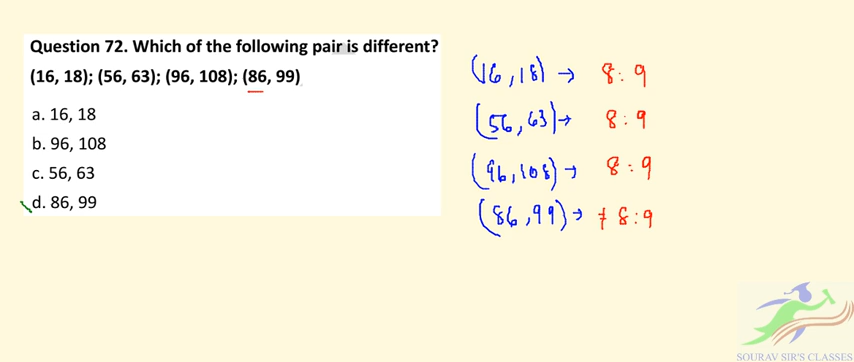 Question 72. Which of the following pair is different?
(16, 18); (56, 63); (96, 108); (86, 99)
a. 16, 18
b. 96, 108
c. 56, 63
d. 86, 99
(16, 18) → 8:9
(56, 63) → 8:9
(96, 108) → 8:9
(86, 99) → ≠ 8:9
SOURAV SIR'S CLASSES